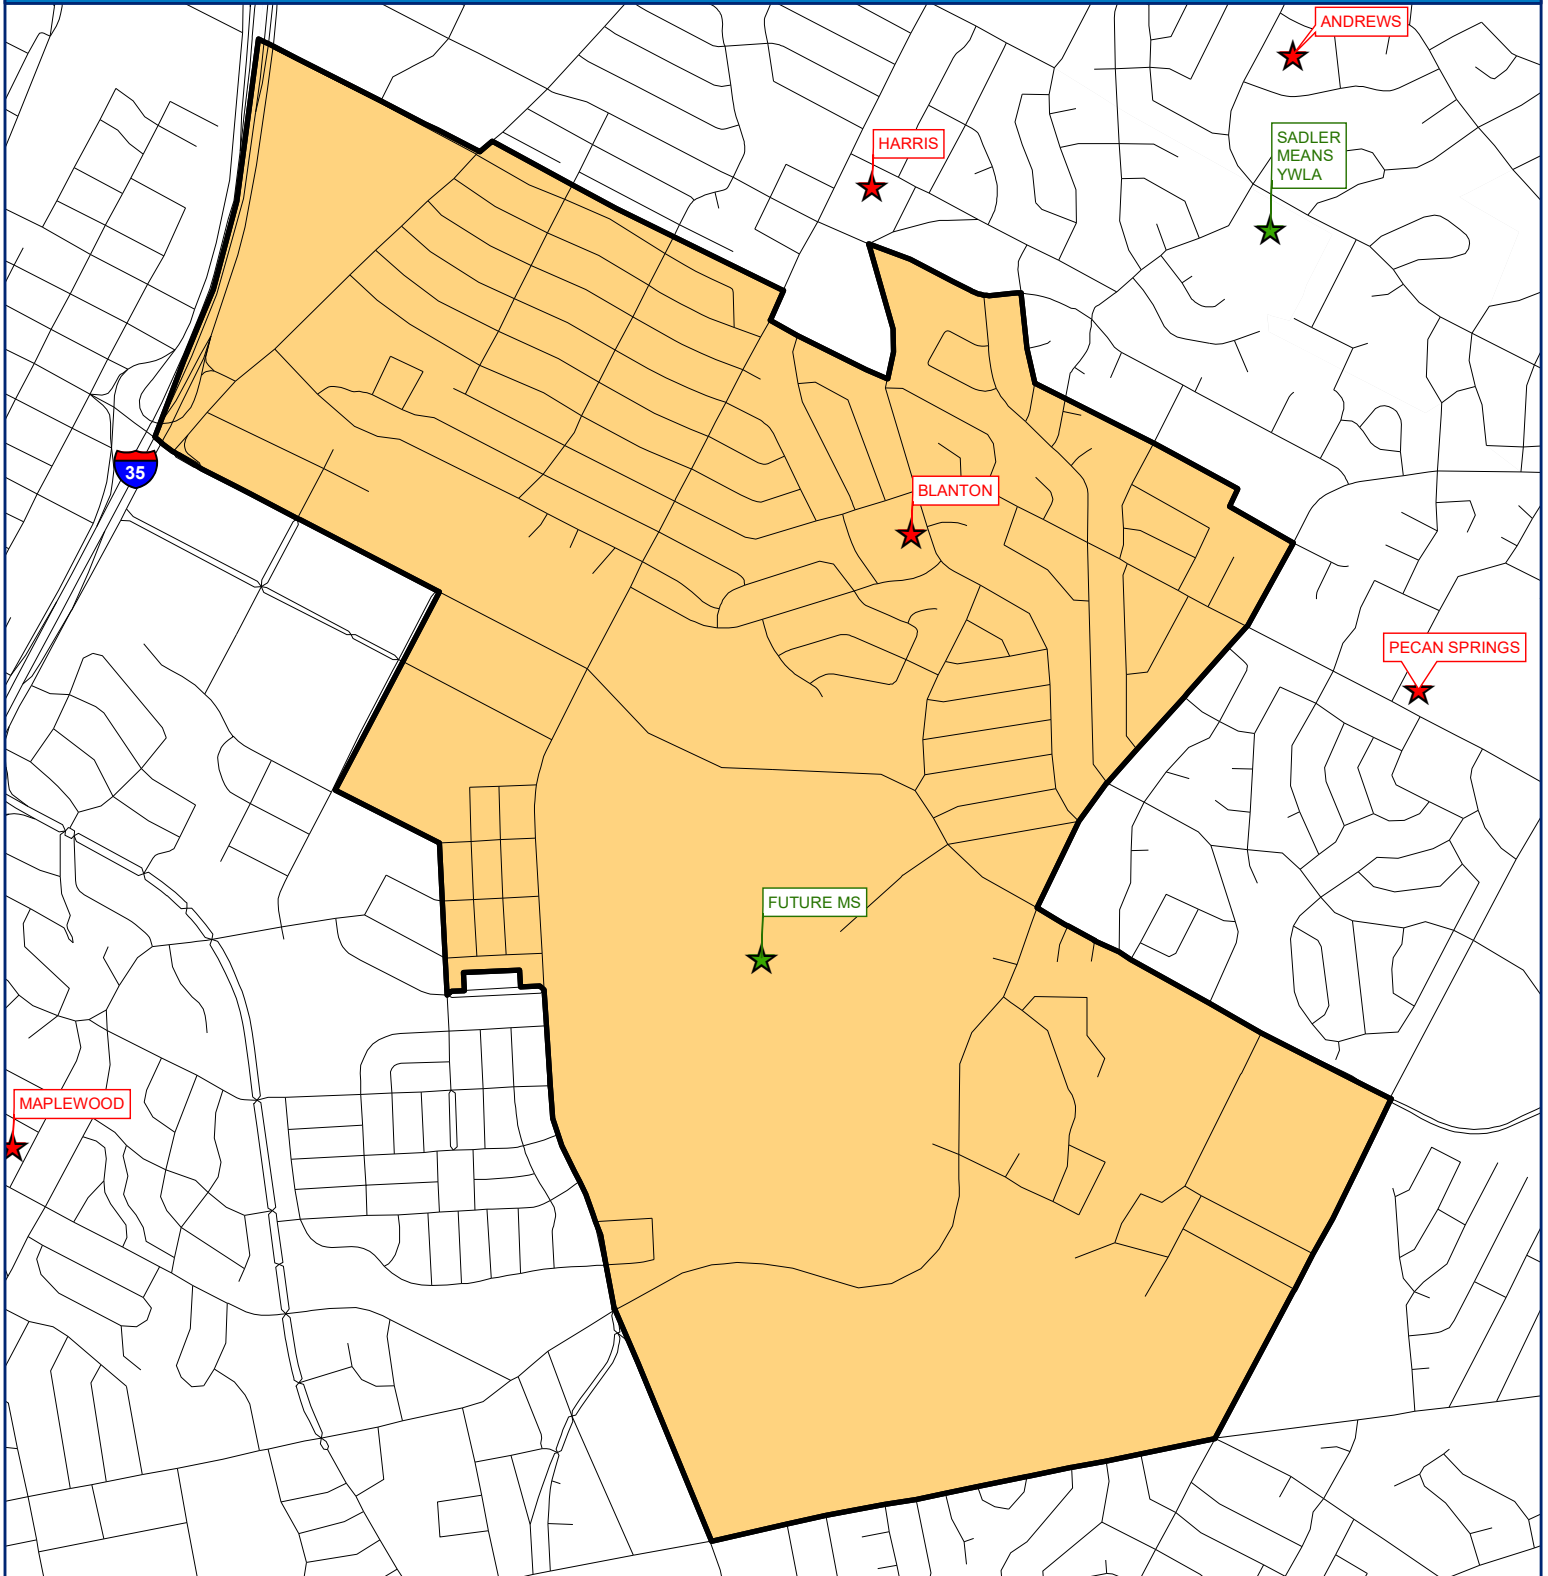 ANDREWS
HARRIS
SADLER
MEANS
YWLA
35
BLANTON
PECAN SPRINGS
FUTURE MS
MAPLEWOOD